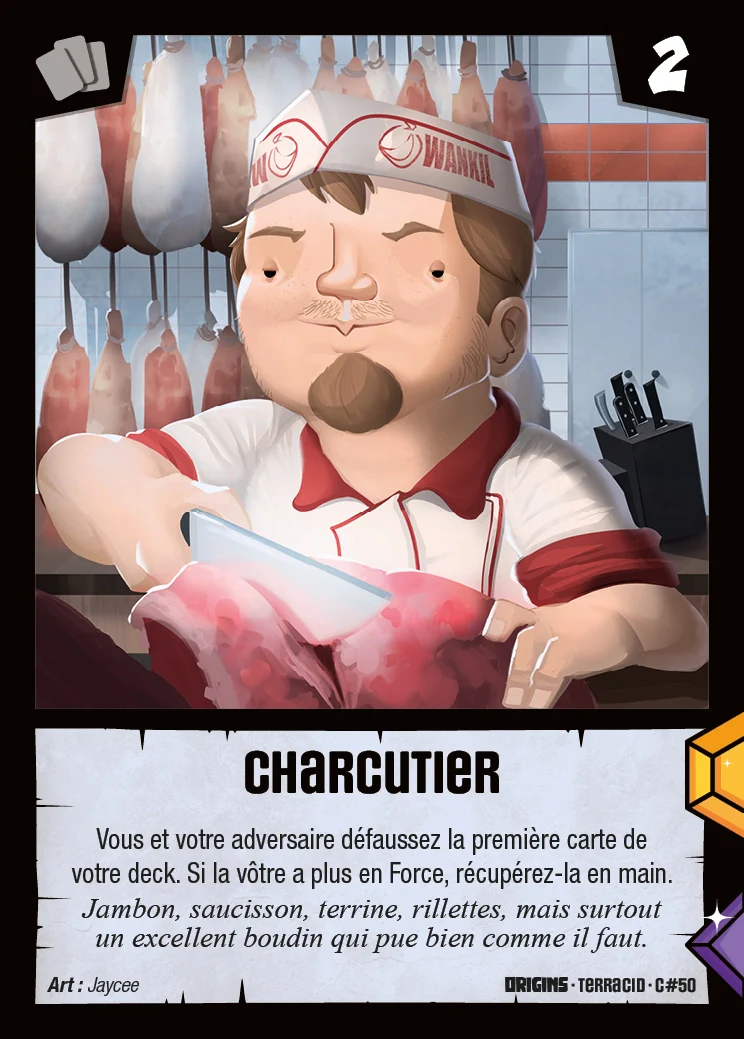 2
W
WANKIL
CHARCUTIER
Vous et votre adversaire défaussez la première carte de
votre deck. Si la vôtre a plus en Force, récupérez-la en main.
Jambon, saucisson, terrine, rillettes, mais surtout
un excellent boudin qui pue bien comme il faut.
Art : Jaycee
ORIGINS · TERRACID · C#50